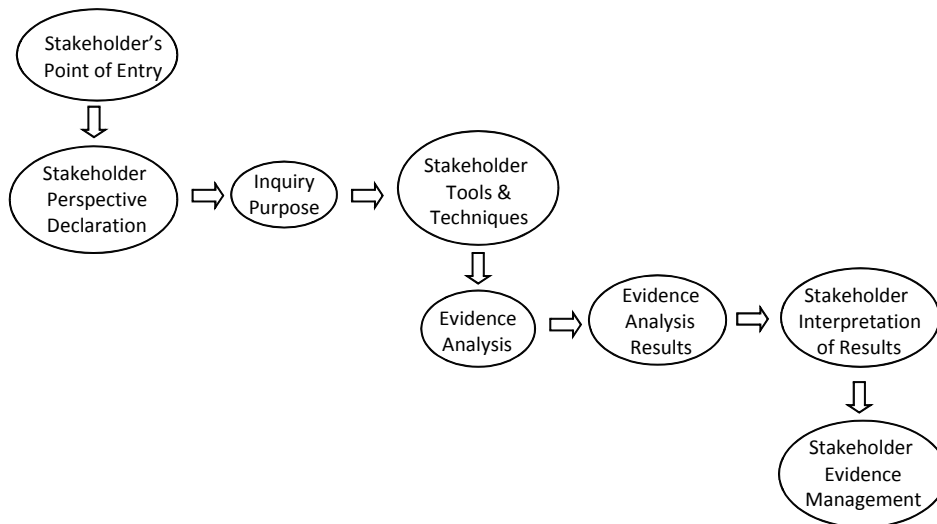 Stakeholder’s
Point of Entry
Stakeholder
Perspective
Declaration
Inquiry
Purpose
Stakeholder
Tools &
Techniques
Evidence
Analysis
Evidence
Analysis
Results
Stakeholder
Interpretation
of Results
Stakeholder
Evidence
Management